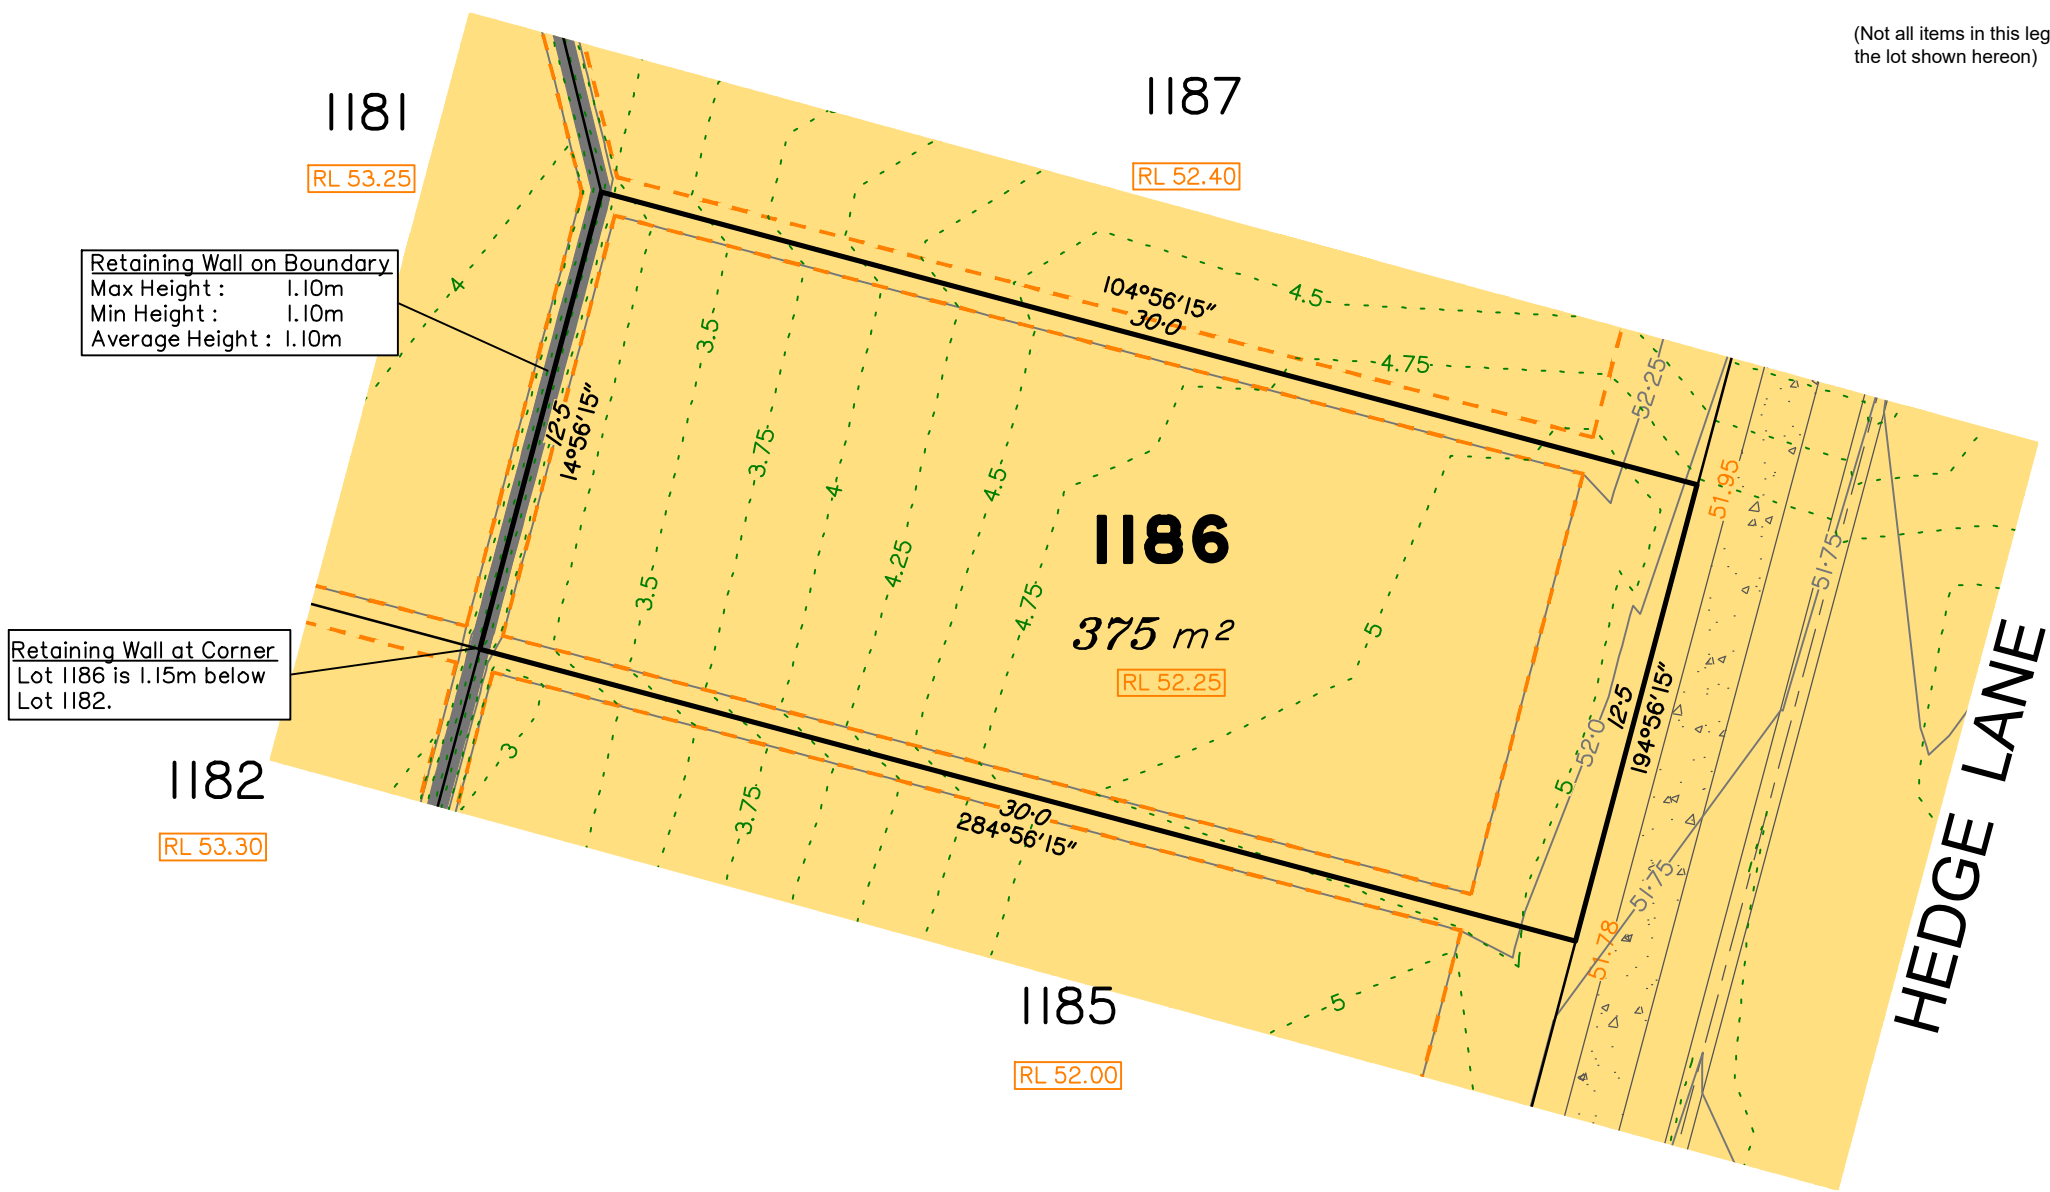 (Not all items in this leg
the lot shown hereon)
1181
RL 53.25
1187
RL 52.40
Retaining Wall on Boundary
Max Height : 1.10m
Min Height : 1.10m
Average Height : 1.10m
4
4.5
104°56'15"
30·0
4.75
52·25
3.5
12·5
14°56'15"
3.75
4
4.5
51.95
1186
375 m²
RL 52.25
4.25
3.5
4.75
5
51·75
Retaining Wall at Corner
Lot 1186 is 1.15m below
Lot 1182.
12·5
194°56'15"
52·0
5
HEDGE LANE
3
1182
RL 53.30
3.75
30·0
284°56'15"
51·75
51.78
1185
RL 52.00
5